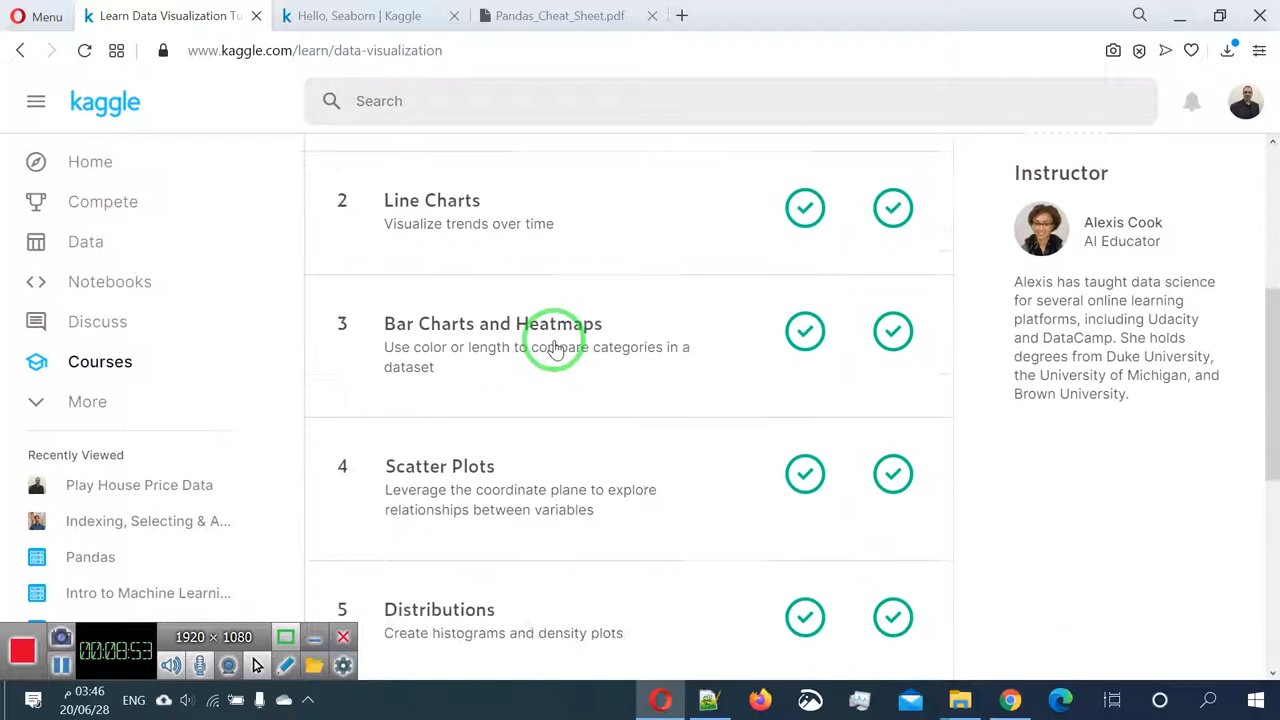 Menu
Learn Data Visualization Tu
Hello, Seaborn | Kaggle
Pandas_Cheat_Sheet.pdf
www.kaggle.com/learn/data-visualization
kaggle
Search
Home
Compete
Data
Notebooks
Discuss
Courses
More
Recently Viewed
Play House Price Data
Indexing, Selecting & A...
Pandas
Intro to Machine Learni...
2
Line Charts
Visualize trends over time
3
Bar Charts and Heatmaps
Use color or length to compare categories in a
dataset
4
Scatter Plots
Leverage the coordinate plane to explore
relationships between variables
5
Distributions
Create histograms and density plots
Instructor
Alexis Cook
AI Educator
Alexis has taught data science
for several online learning
platforms, including Udacity
and DataCamp. She holds
degrees from Duke University,
the University of Michigan, and
Brown University.
00:08:53
1920 × 1080
03:46 م
20/06/28
ENG